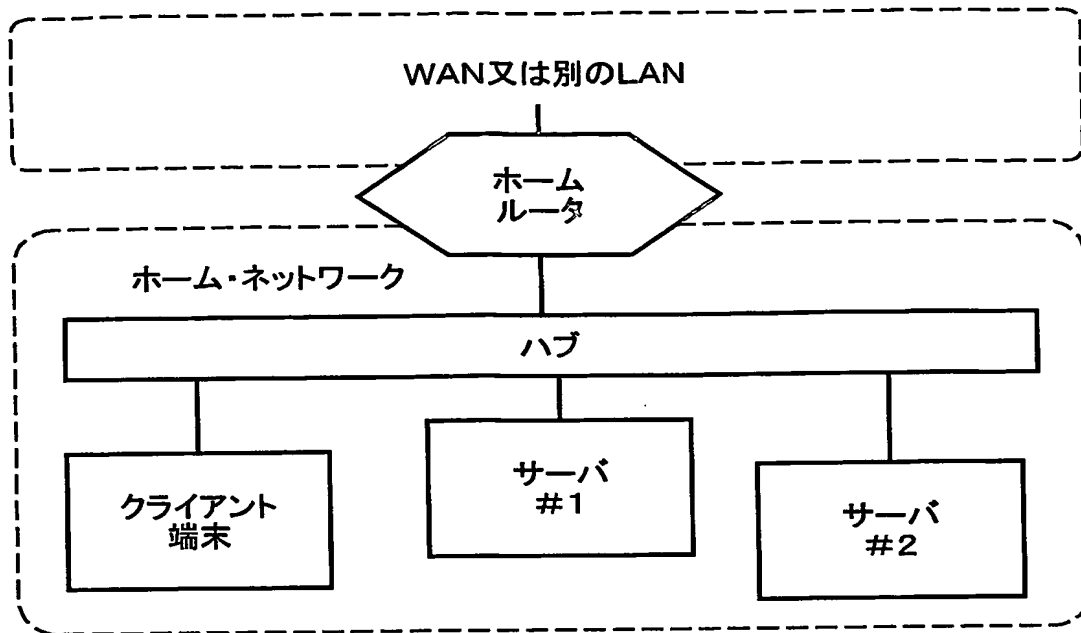 WAN又は別のLAN
ホーム
ルータ
ホーム・ネットワーク
ハブ
クライアント
端末
サーバ
#1
サーバ
#2